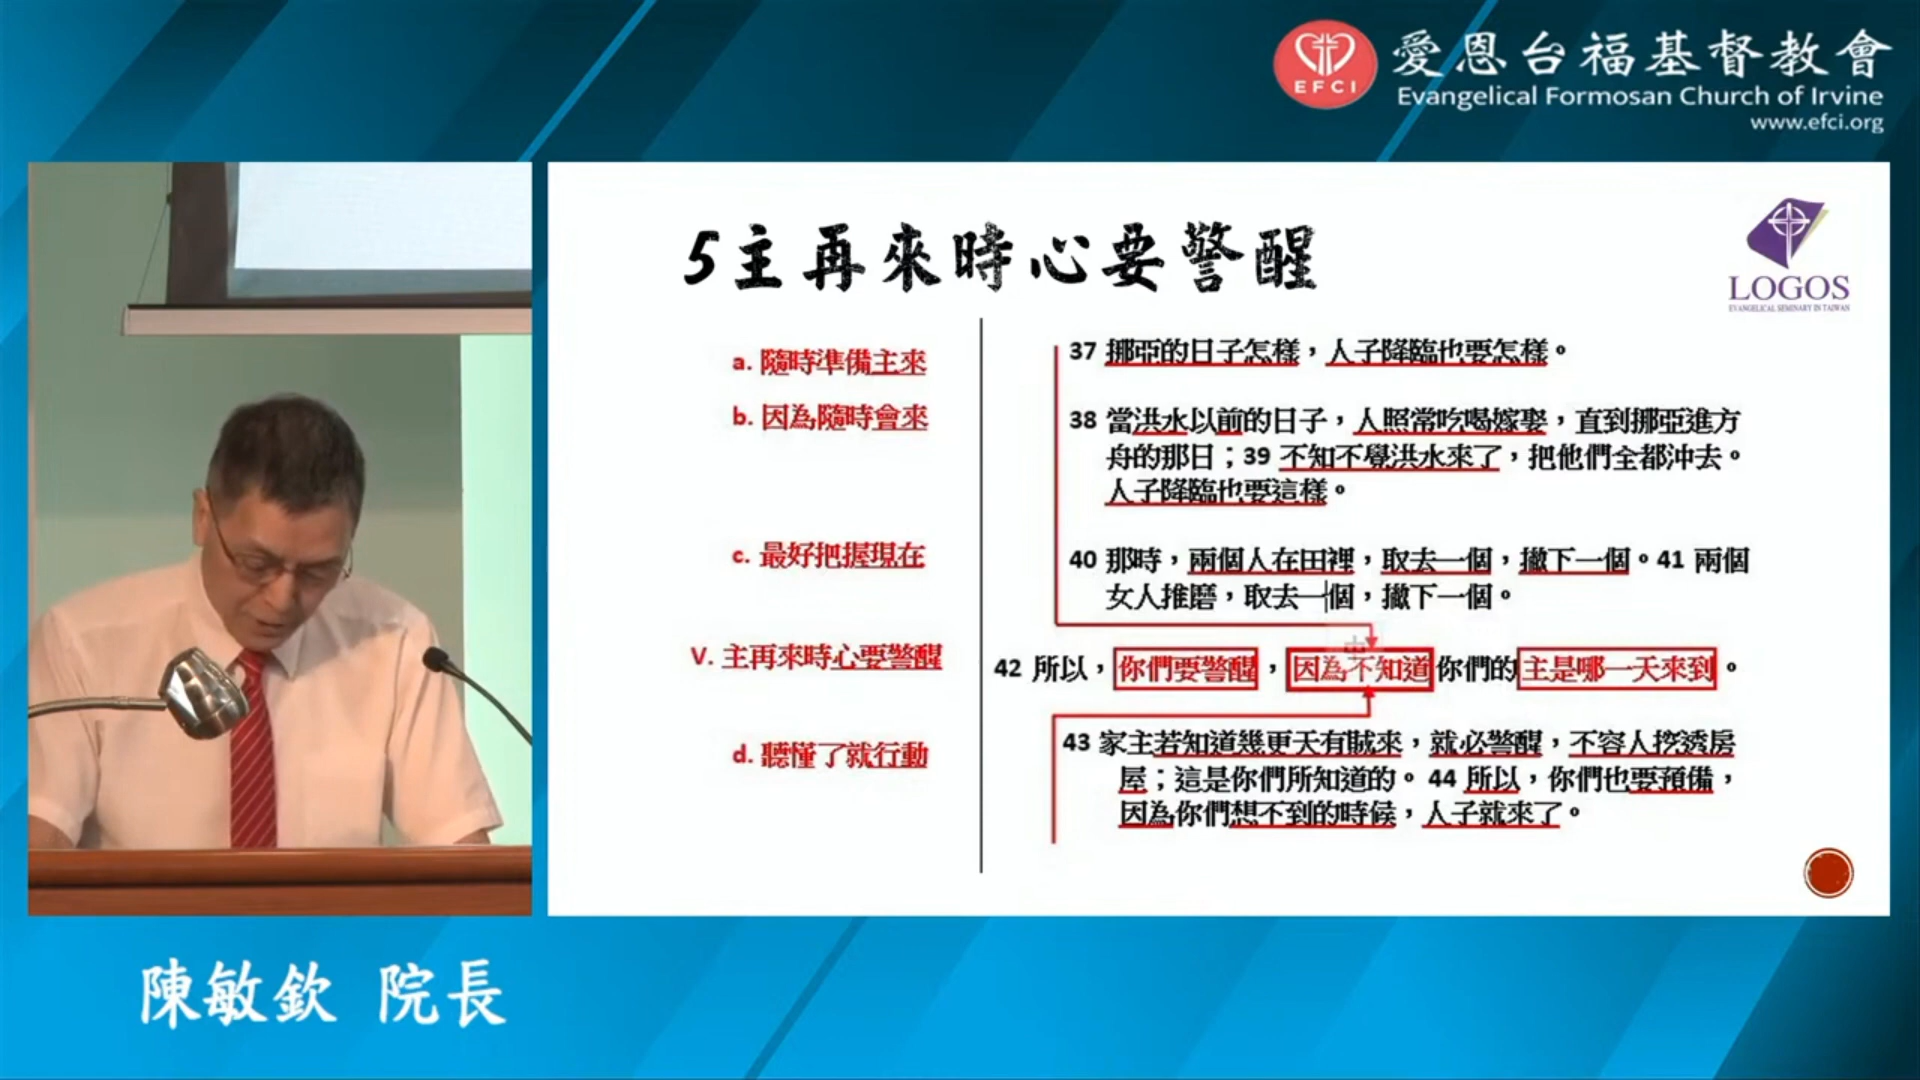 愛恩台福基督教會
EFCI
Evangelical Formosan Church of Irvine
www.efci.org
5主再來時心要警醒
LOGOS
EVANGELICAL SEMINARY IN TAIWAN
a. 隨時準備主來
b. 因為隨時會來
c. 最好把握現在
V. 主再來時心要警醒
d. 聽懂了就行動
37 挪亞的日子怎樣，人子降臨也要怎樣。
38 當洪水以前的日子，人照常吃喝嫁娶，直到挪亞進方
舟的那日；39 不知不覺洪水來了，把他們全都沖去。
人子降臨也要這樣。
40 那時，兩個人在田裡，取去一個，撇下一個。41 兩個
女人推磨，取去一個，撇下一個。
42 所以，你們要警醒，因為不知道你們的主是哪一天來到。
43 家主若知道幾更天有賊來，就必警醒，不容人挖透房
屋；這是你們所知道的。44 所以，你們也要預備，
因為你們想不到的時候，人子就來了。
陳敏欽 院長